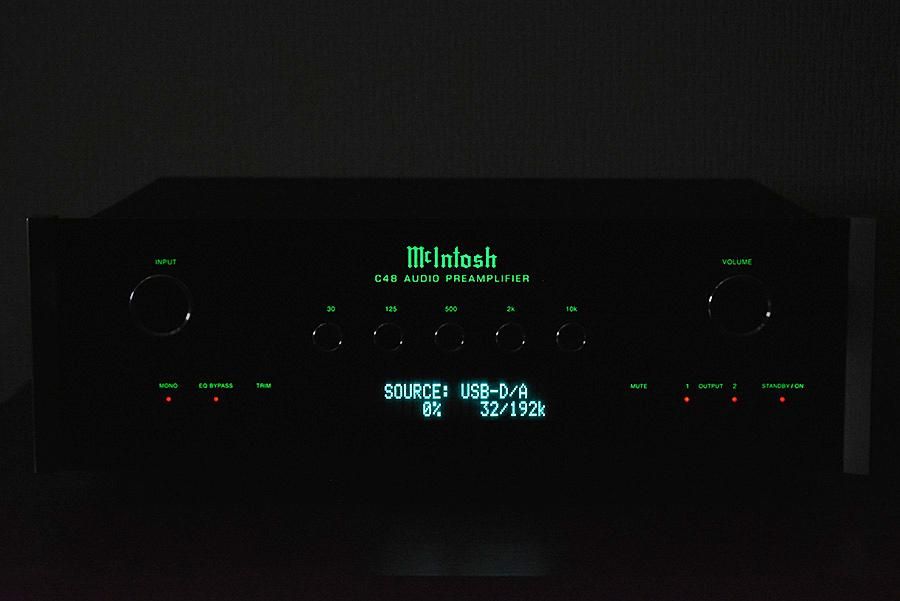 McIntosh
C48 AUDIO PREAMPLIFIER
INPUT VOLUME
30 125 500 2k 10k
MONO EQ BYPASS TRIM MUTE 1 OUTPUT 2 STANDBY/ON
SOURCE: USB-D/A
0% 32/192k